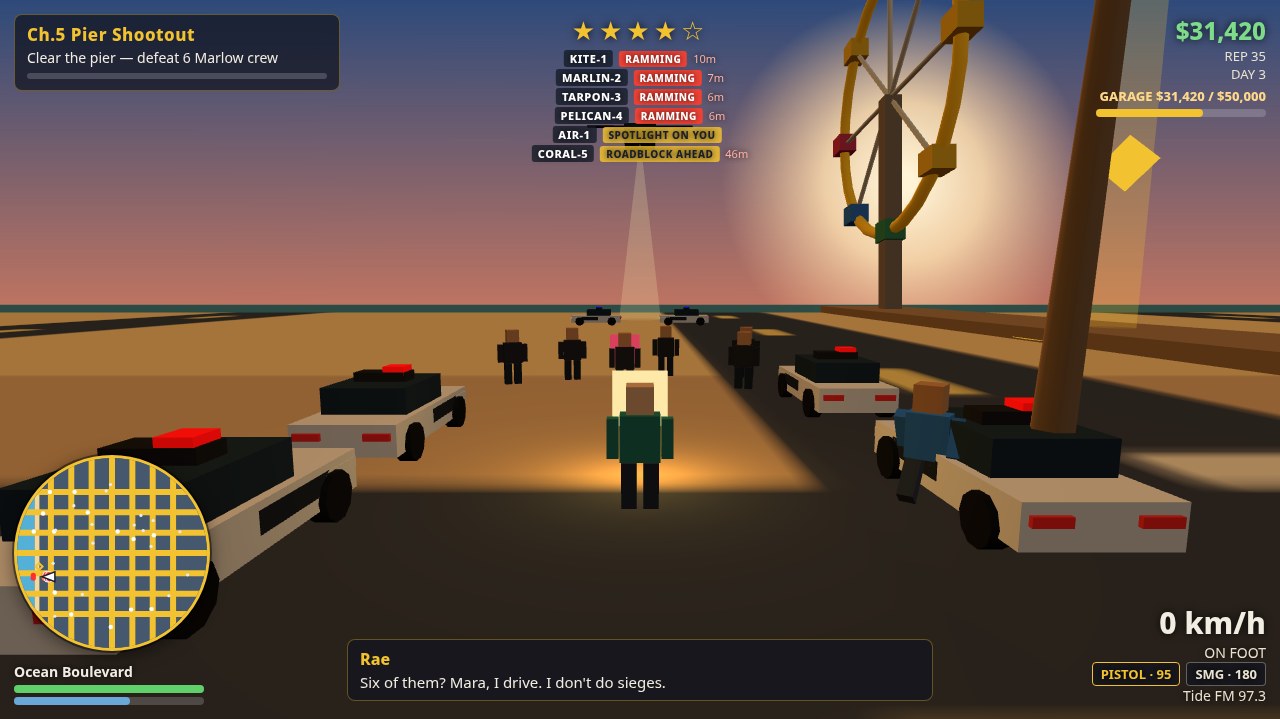 Ch.5 Pier Shootout
Clear the pier — defeat 6 Marlow crew
★ ★ ★ ★ ☆
KITE-1 RAMMING 10m
MARLIN-2 RAMMING 7m
TARPON-3 RAMMING 6m
PELICAN-4 RAMMING 6m
AIR-1 SPOTLIGHT ON YOU
CORAL-5 ROADBLOCK AHEAD 46m
$31,420
REP 35
DAY 3
GARAGE $31,420 / $50,000
Ocean Boulevard
Rae
Six of them? Mara, I drive. I don't do sieges.
0 km/h
ON FOOT
PISTOL · 95 SMG · 180
Tide FM 97.3